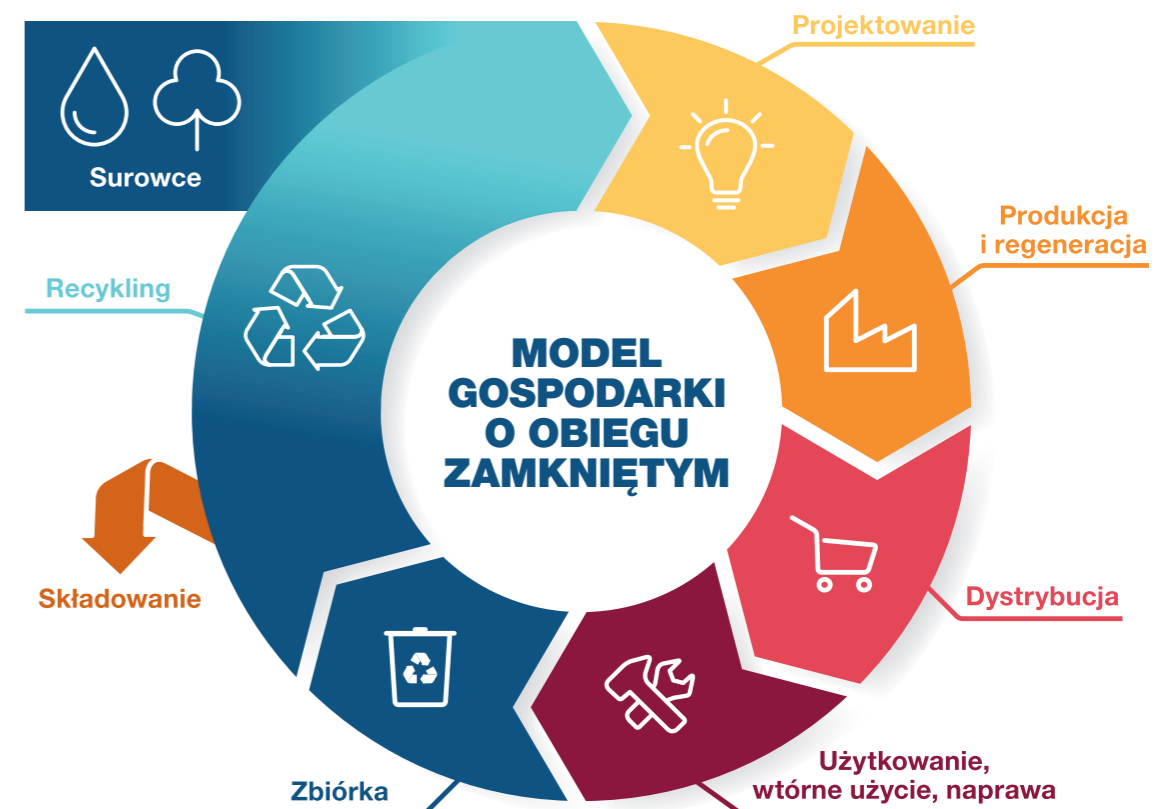 Projektowanie
Surowce
Produkcja
i regeneracja
Recykling
MODEL
GOSPODARKI
O OBIEGU
ZAMKNIĘTYM
Składowanie
Dystrybucja
Użytkowanie,
wtórne użycie, naprawa
Zbiórka